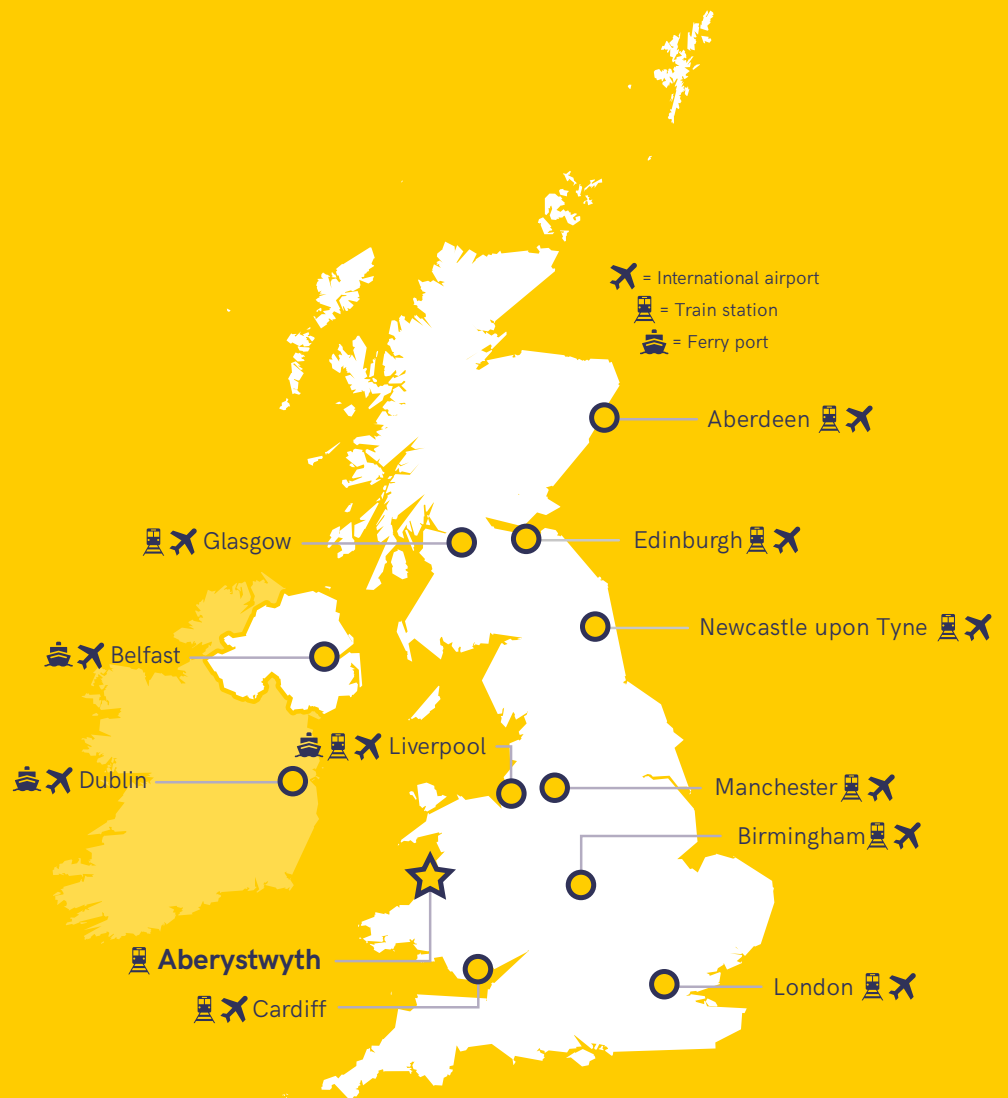 = International airport
= Train station
= Ferry port
Aberdeen
Glasgow
Edinburgh
Newcastle upon Tyne
Belfast
Liverpool
Dublin
Manchester
Birmingham
Aberystwyth
London
Cardiff